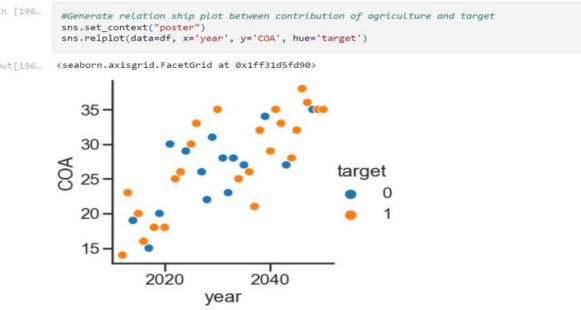 In [196…
#Generate relation ship plot between contribution of agriculture and target
sns.set_context("poster")
sns.relplot(data=df, x='year', y='COA', hue='target')
Out[196…
<seaborn.axisgrid.FacetGrid at 0x1ff31d5fd90>
35
30
25
20
15
COA
2020 2040
year
target
0
1